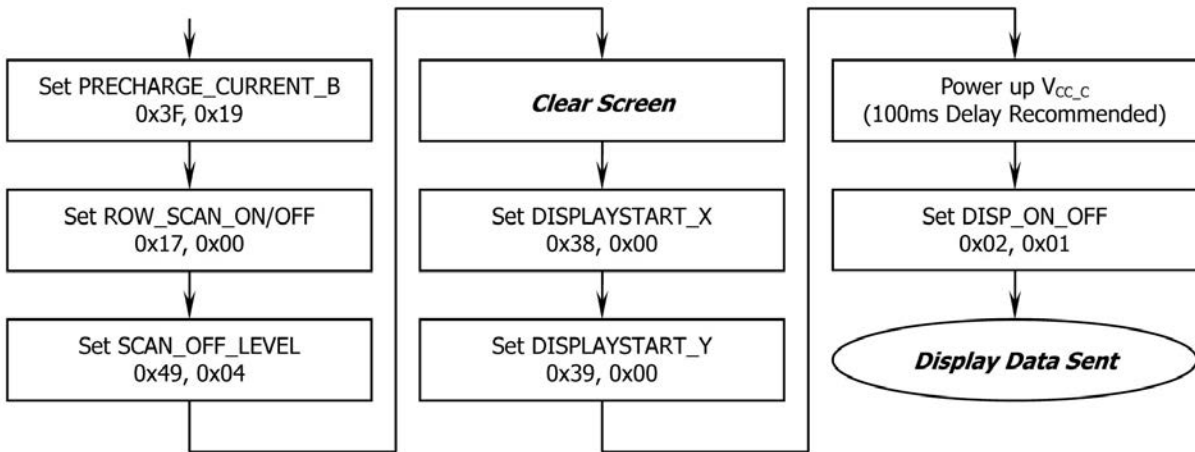 Set PRECHARGE_CURRENT_B
0x3F, 0x19
Set ROW_SCAN_ON/OFF
0x17, 0x00
Set SCAN_OFF_LEVEL
0x49, 0x04
Clear Screen
Set DISPLAYSTART_X
0x38, 0x00
Set DISPLAYSTART_Y
0x39, 0x00
Power up VCC_C
(100ms Delay Recommended)
Set DISP_ON_OFF
0x02, 0x01
Display Data Sent